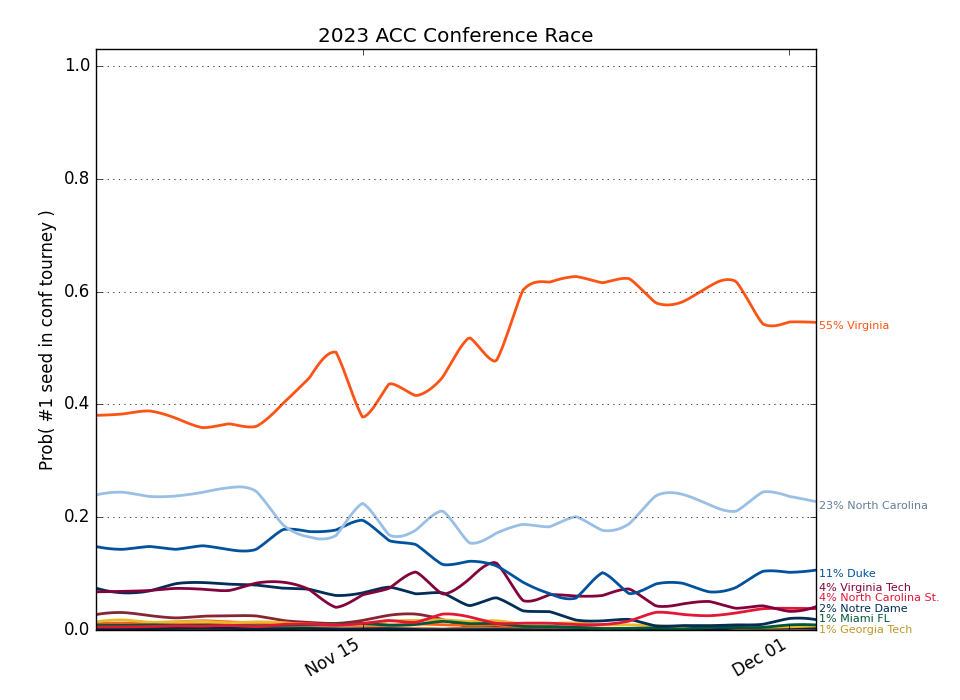 2023 ACC Conference Race
Prob( #1 seed in conf tourney )
1.0
0.8
0.6
0.4
0.2
0.0
Nov 15
Dec 01
55% Virginia
23% North Carolina
11% Duke
4% Virginia Tech
4% North Carolina St.
2% Notre Dame
1% Miami FL
1% Georgia Tech